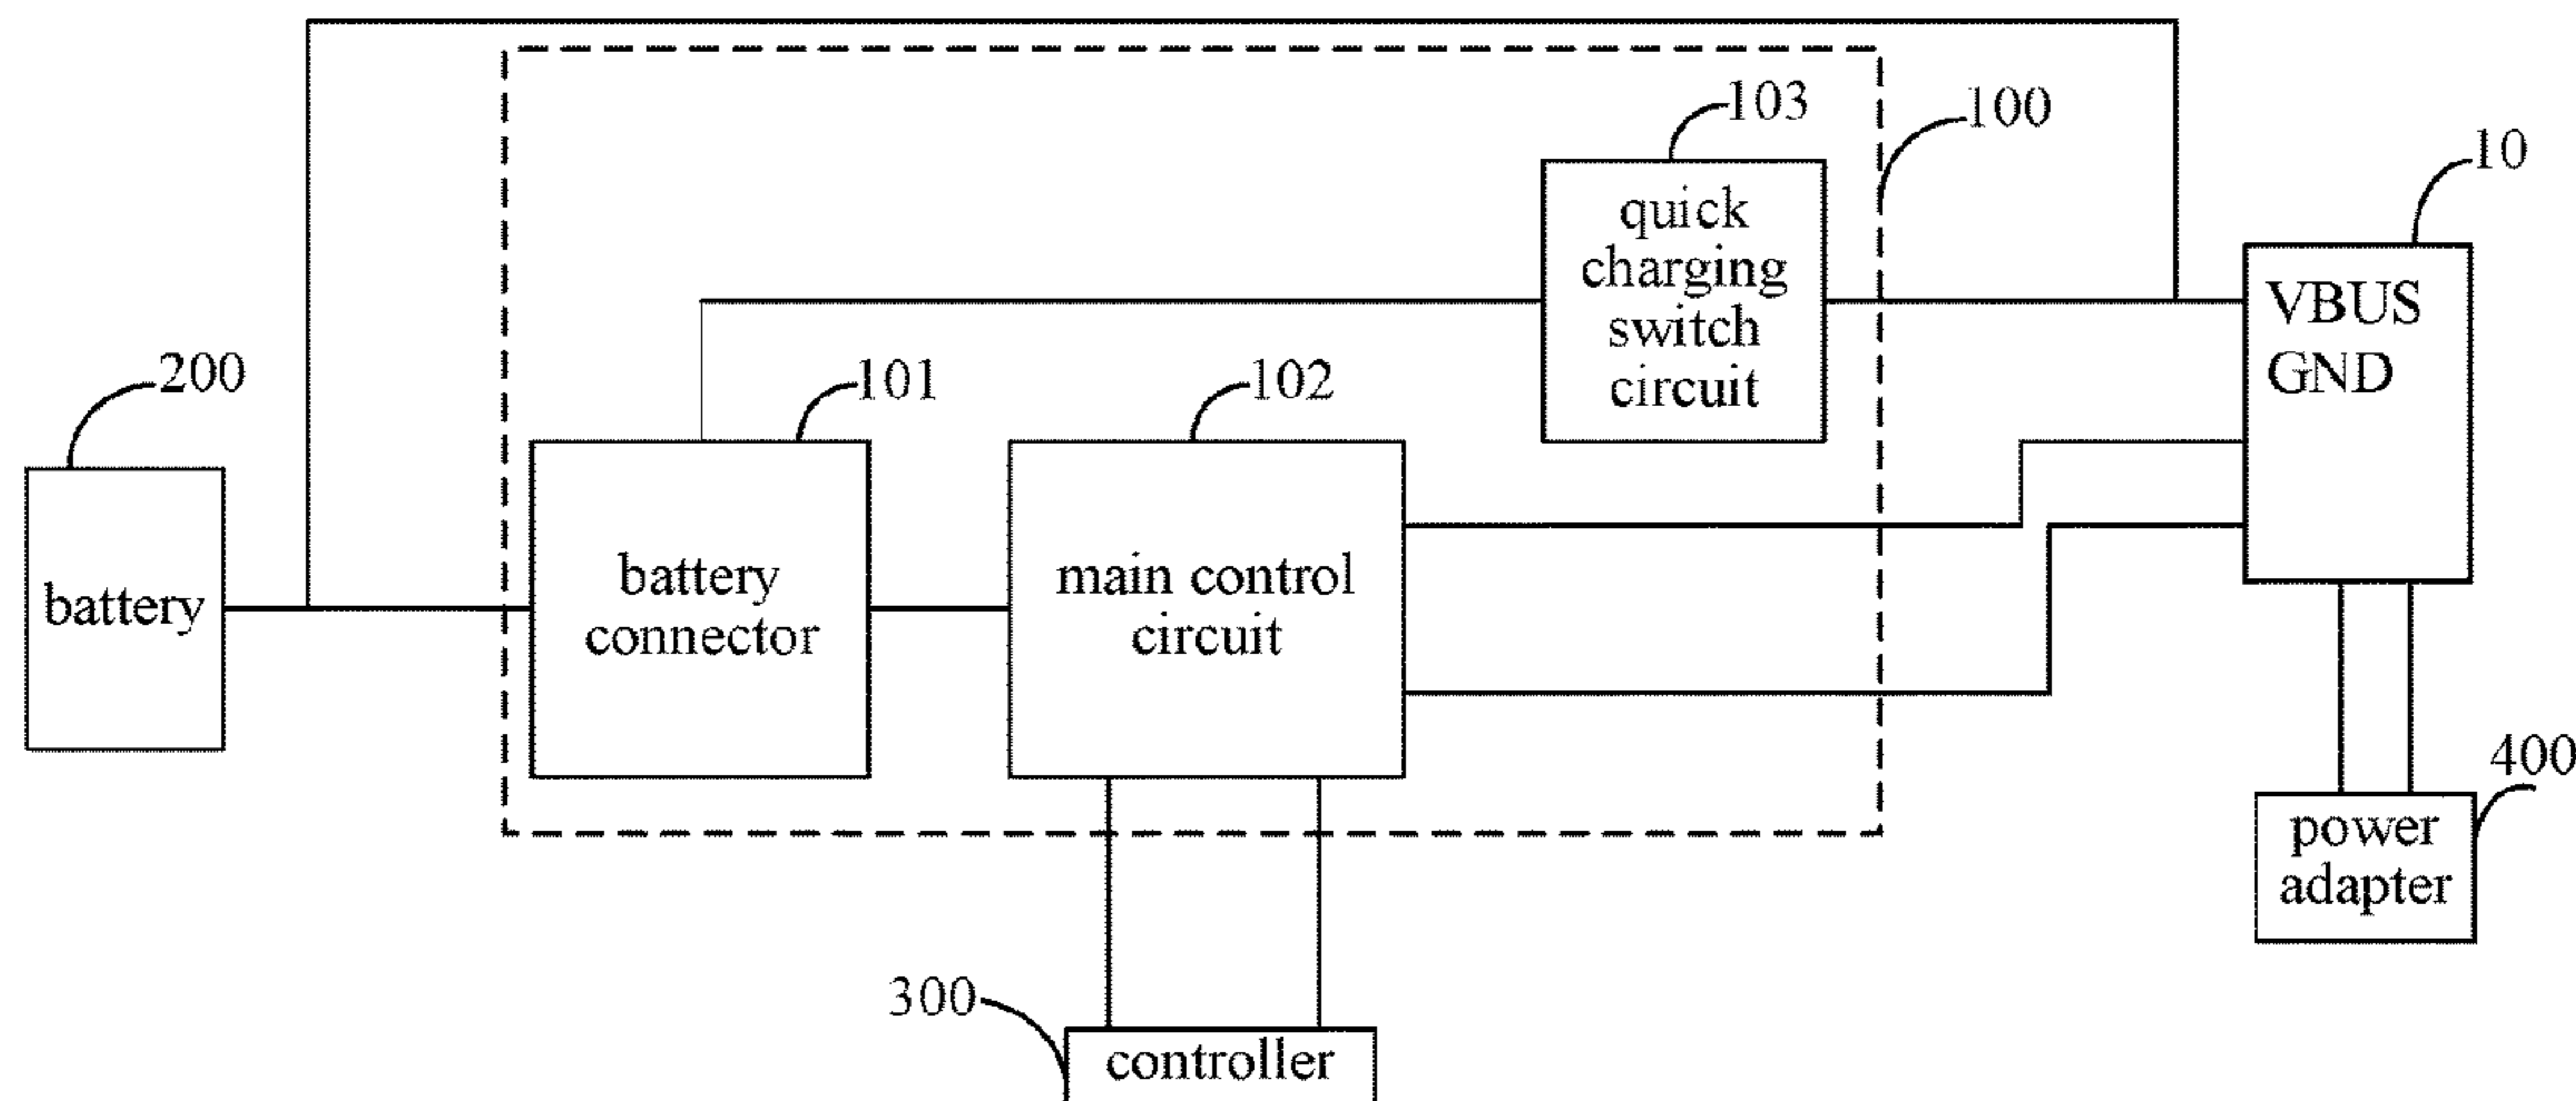 103
100
10
quick
charging
switch
circuit
VBUS
GND
200
101
102
battery
battery
connector
main control
circuit
400
power
adapter
300
controller